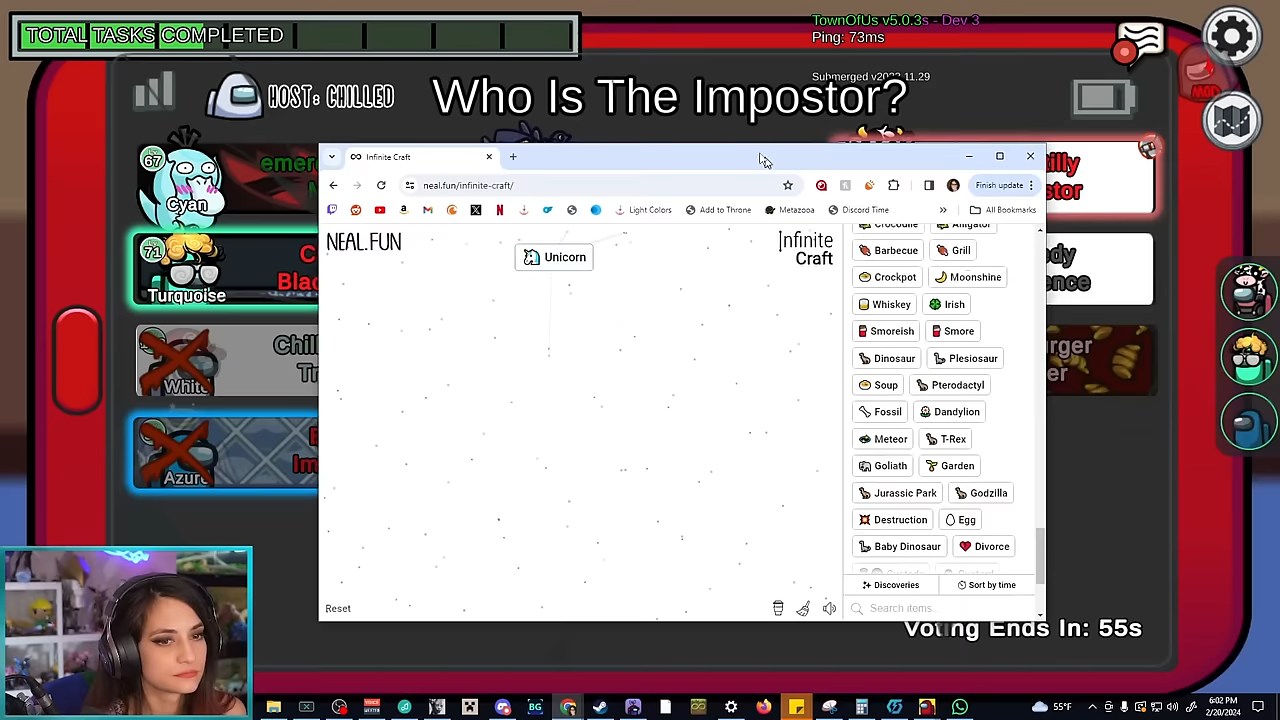 TOTAL TASKS COMPLETED
TownOfUs v5.0.3s - Dev 3
Ping: 73ms
Submerged v2022.11.29
HOST: CHILLED
Who Is The Impostor?
MOD
67
Cyan
71
Turquoise
White
Azure
Infinite Craft
neal.fun/infinite-craft/
Finish update
Light Colors
Add to Throne
Metazooa
Discord Time
All Bookmarks
NEAL.FUN
Unicorn
Infinite
Craft
Crocodile
Alligator
Barbecue
Grill
Crockpot
Moonshine
Whiskey
Irish
Smoreish
Smore
Dinosaur
Plesiosaur
Soup
Pterodactyl
Fossil
Dandylion
Meteor
T-Rex
Goliath
Garden
Jurassic Park
Godzilla
Destruction
Egg
Baby Dinosaur
Divorce
Discoveries
Sort by time
Search items...
Reset
Voting Ends In: 55s
55°
6:02 PM
2/20/2024